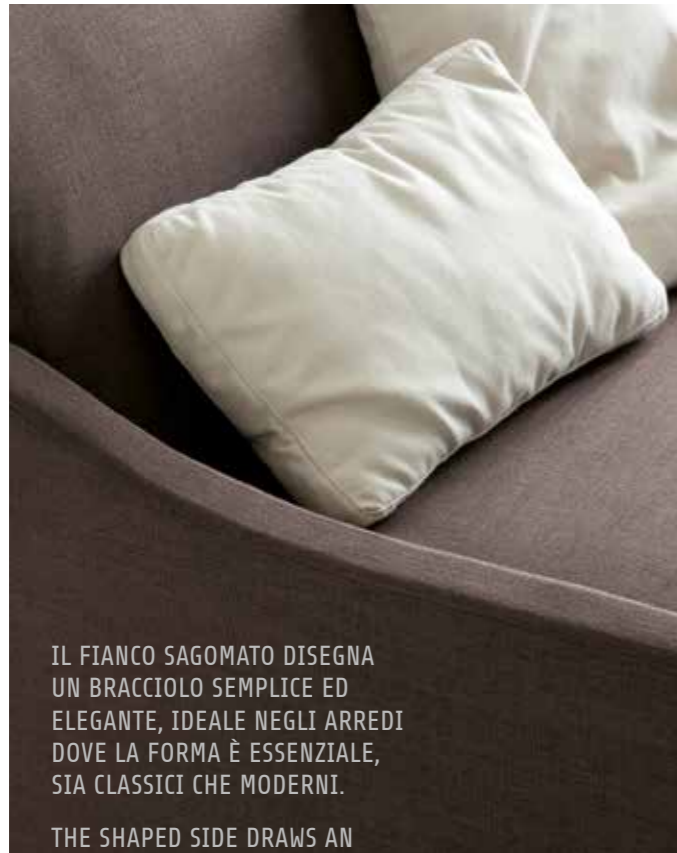 IL FIANCO SAGOMATO DISEGNA
UN BRACCIOLO SEMPLICE ED
ELEGANTE, IDEALE NEGLI ARREDI
DOVE LA FORMA È ESSENZIALE,
SIA CLASSICI CHE MODERNI.
THE SHAPED SIDE DRAWS AN